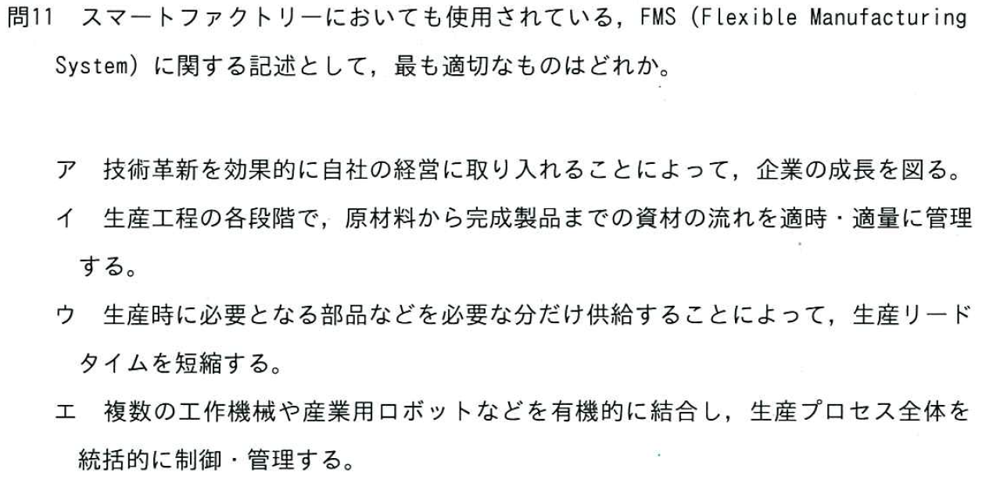 問11　スマートファクトリーにおいても使用されている，FMS（Flexible Manufacturing
System）に関する記述として，最も適切なものはどれか。
ア　技術革新を効果的に自社の経営に取り入れることによって，企業の成長を図る。
イ　生産工程の各段階で，原材料から完成製品までの資材の流れを適時・適量に管理
する。
ウ　生産時に必要となる部品などを必要な分だけ供給することによって，生産リード
タイムを短縮する。
エ　複数の工作機械や産業用ロボットなどを有機的に結合し，生産プロセス全体を
統括的に制御・管理する。